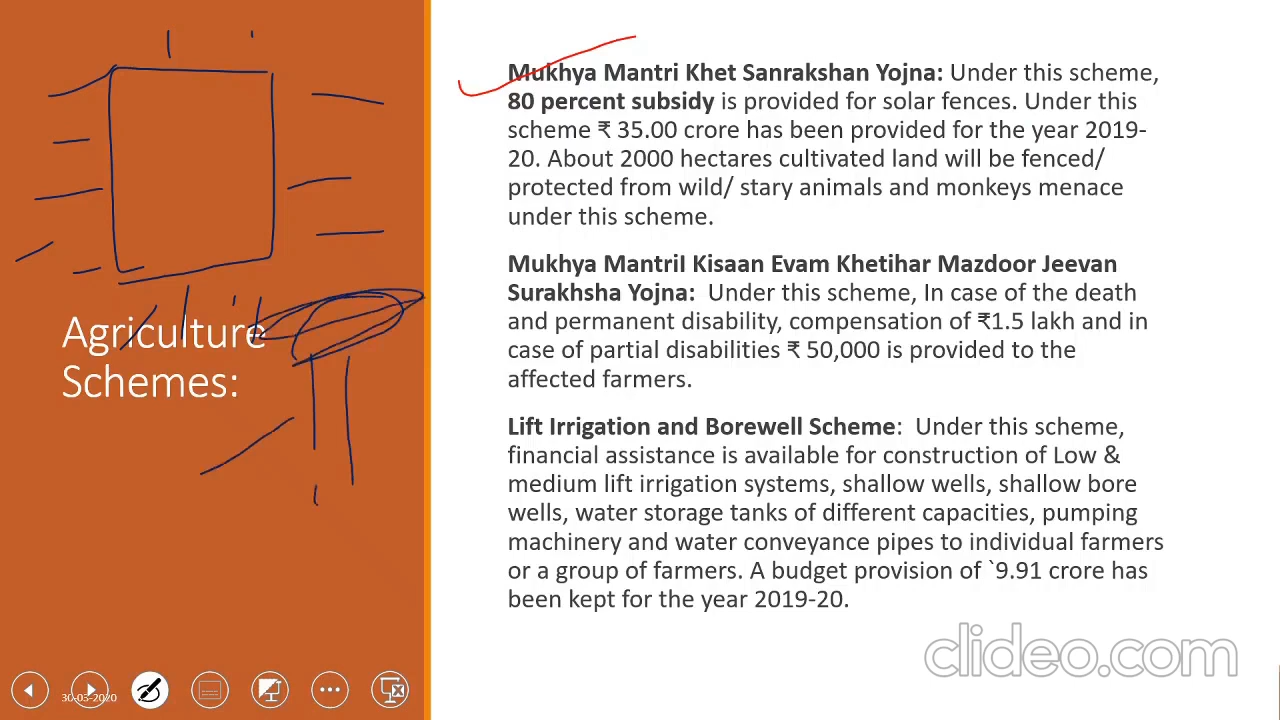 Agriculture
Schemes:
Mukhya Mantri Khet Sanrakshan Yojna: Under this scheme,
80 percent subsidy is provided for solar fences. Under this
scheme ₹ 35.00 crore has been provided for the year 2019-
20. About 2000 hectares cultivated land will be fenced/
protected from wild/ stary animals and monkeys menace
under this scheme.
Mukhya MantriI Kisaan Evam Khetihar Mazdoor Jeevan
Surakhsha Yojna:  Under this scheme, In case of the death
and permanent disability, compensation of ₹1.5 lakh and in
case of partial disabilities ₹ 50,000 is provided to the
affected farmers.
Lift Irrigation and Borewell Scheme:  Under this scheme,
financial assistance is available for construction of Low &
medium lift irrigation systems, shallow wells, shallow bore
wells, water storage tanks of different capacities, pumping
machinery and water conveyance pipes to individual farmers
or a group of farmers. A budget provision of `9.91 crore has
been kept for the year 2019-20.
clideo.com
30-03-2020